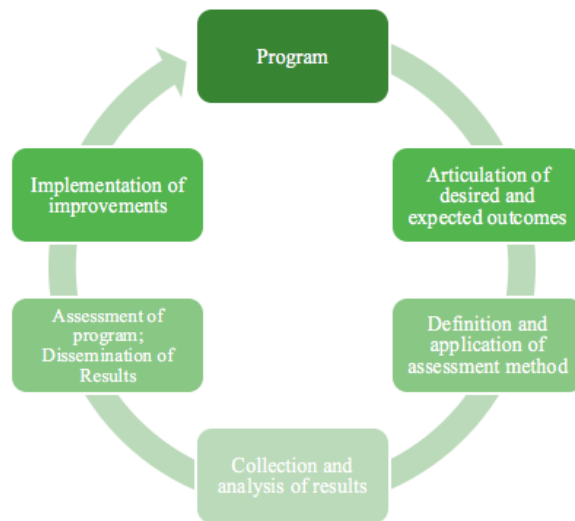 Program
Articulation of
desired and
expected outcomes
Definition and
application of
assessment method
Collection and
analysis of results
Assessment of
program;
Dissemination of
Results
Implementation of
improvements